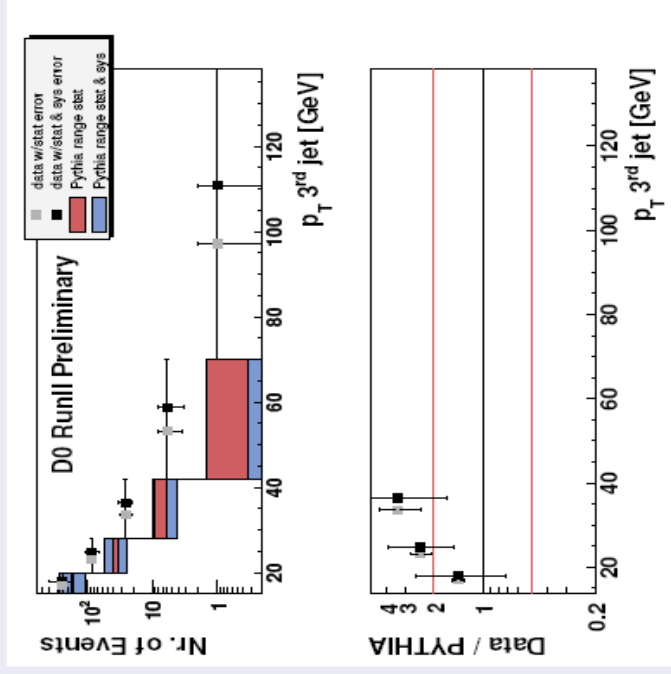 data w/stat error
data w/stat & sys error
Pythia range stat
Pythia range stat & sys
D0 RunII Preliminary
Nr. of Events
10²
10
1
20
40
60
80
100
120
p_T 3^rd jet [GeV]
Data / PYTHIA
4
3
2
1
0.2
20
40
60
80
100
120
p_T 3^rd jet [GeV]